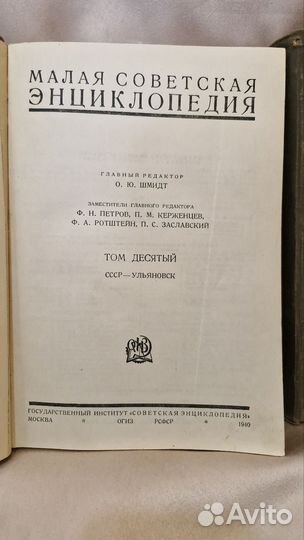 МАЛАЯ СОВЕТСКАЯ
ЭНЦИКЛОПЕДИЯ
ГЛАВНЫЙ РЕДАКТОР
О. Ю. ШМИДТ
ЗАМЕСТИТЕЛИ ГЛАВНОГО РЕДАКТОРА
Ф. Н. ПЕТРОВ, П. М. КЕРЖЕНЦЕВ,
Ф. А. РОТШТЕЙН, П. С. ЗАСЛАВСКИЙ
ТОМ ДЕСЯТЫЙ
СССР—УЛЬЯНОВСК
ГОСУДАРСТВЕННЫЙ ИНСТИТУТ «СОВЕТСКАЯ ЭНЦИКЛОПЕДИЯ»
МОСКВА * ОГИЗ РСФСР * 1940
Avito